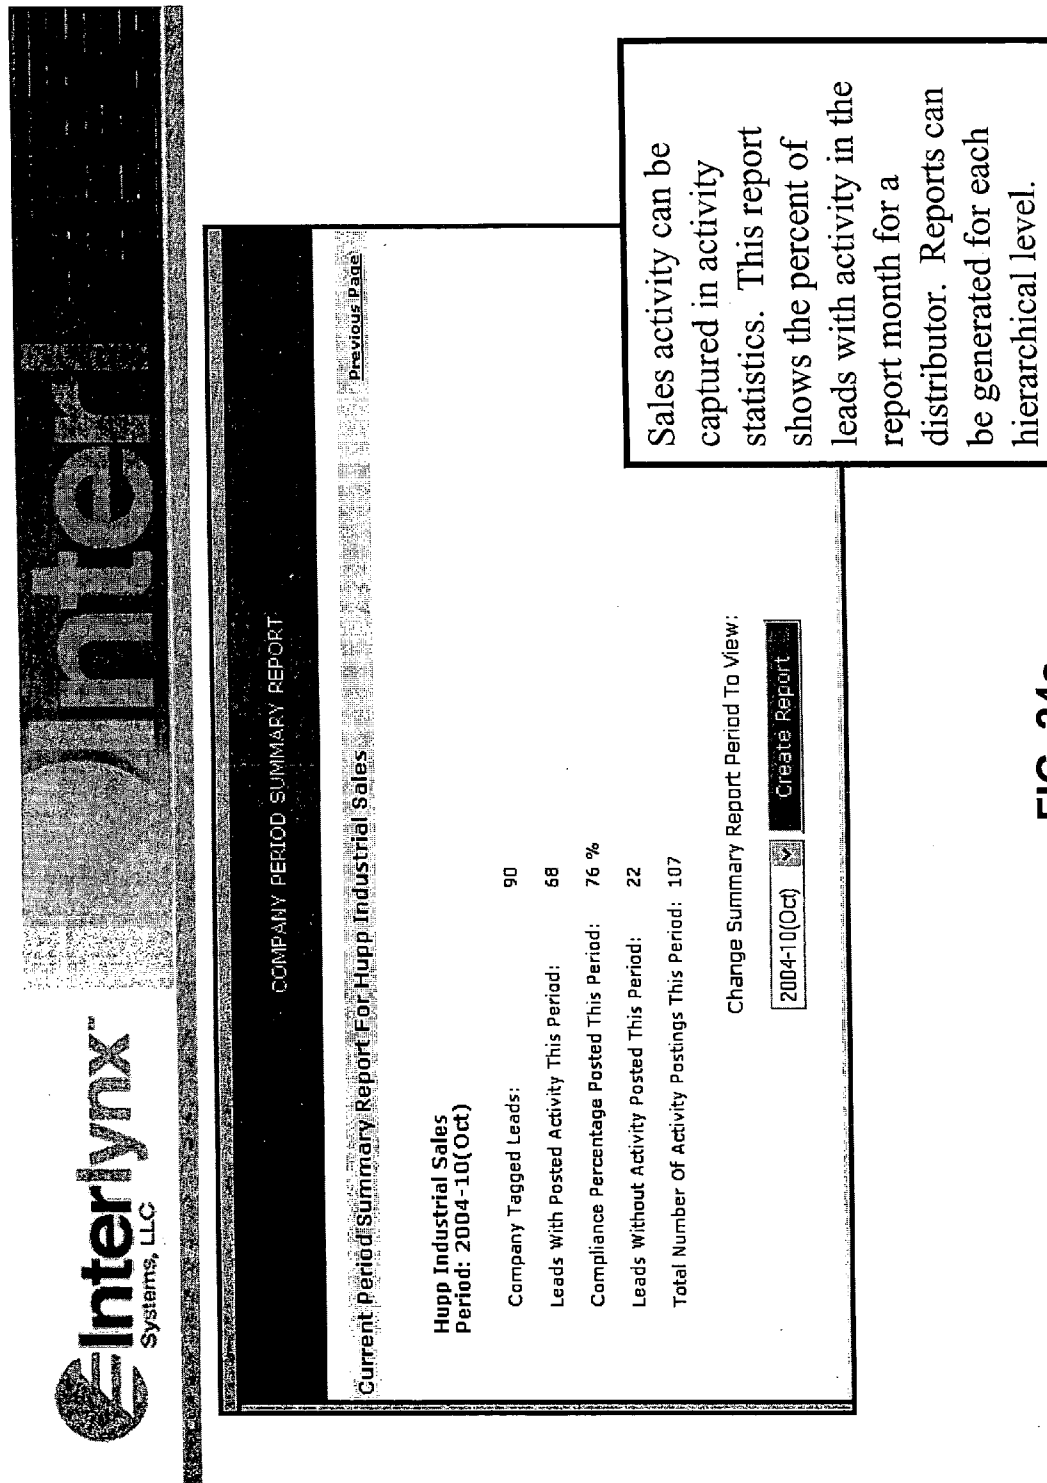 Interlynx™
Systems, LLC
Inter
COMPANY PERIOD SUMMARY REPORT
Current Period Summary Report For Hupp Industrial Sales
Previous Page
Hupp Industrial Sales
Period: 2004-10(Oct)
Company Tagged Leads: 90
Leads With Posted Activity This Period: 68
Compliance Percentage Posted This Period: 76 %
Leads Without Activity Posted This Period: 22
Total Number Of Activity Postings This Period: 107
Change Summary Report Period To View:
2004-10(Oct) Create Report
Sales activity can be
captured in activity
statistics. This report
shows the percent of
leads with activity in the
report month for a
distributor. Reports can
be generated for each
hierarchical level.